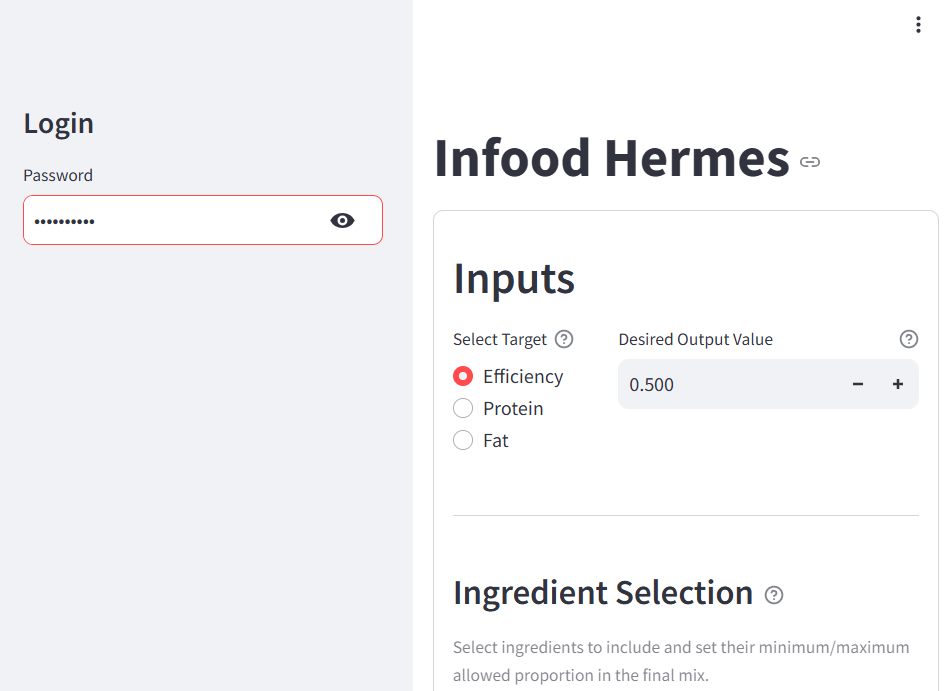 Login
Password
••••••••••
Infood Hermes
Inputs
Select Target
Desired Output Value
Efficiency
0.500
Protein
Fat
Ingredient Selection
Select ingredients to include and set their minimum/maximum
allowed proportion in the final mix.